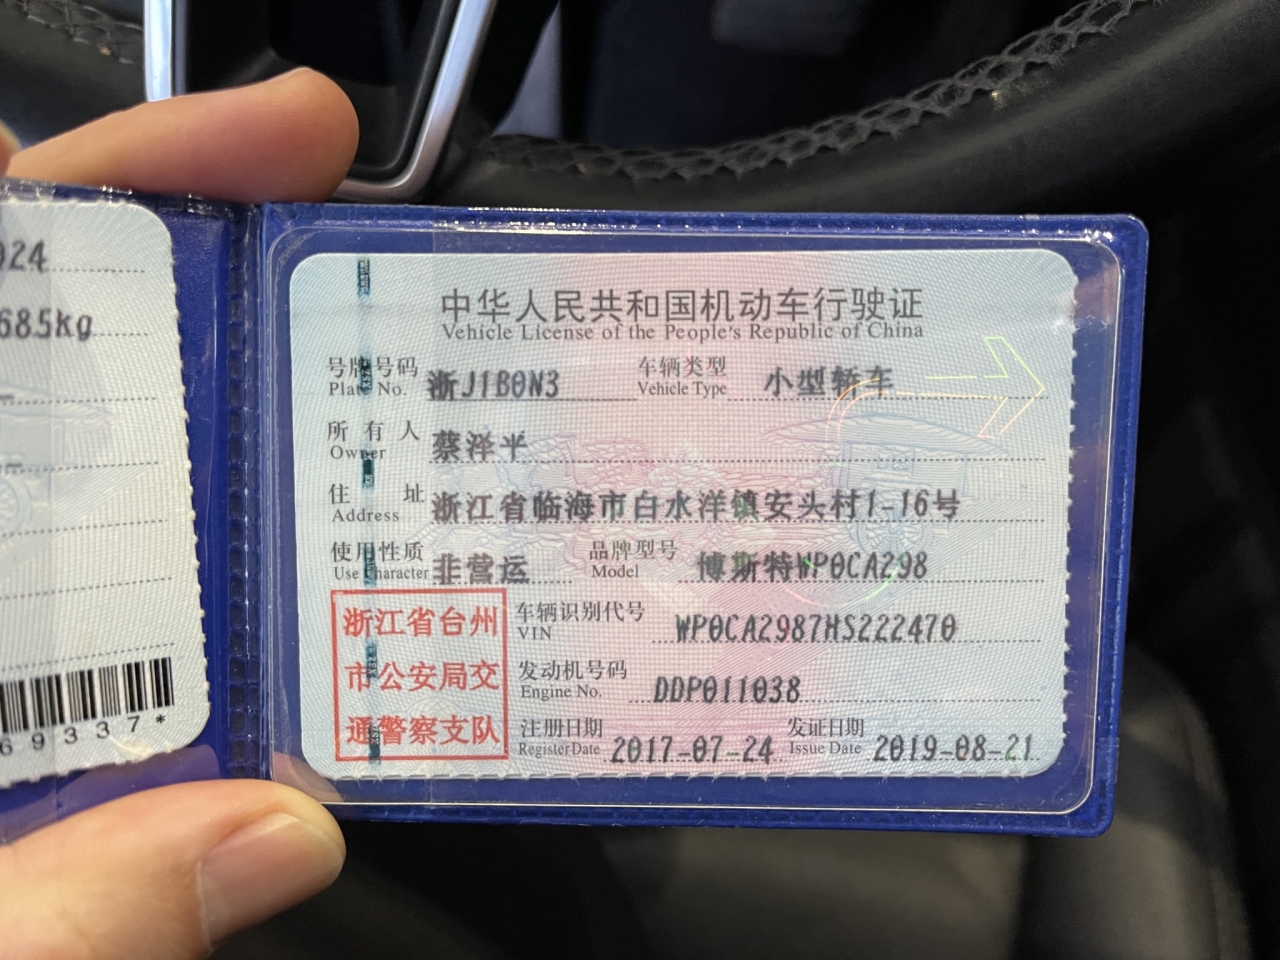 中华人民共和国机动车行驶证
Vehicle License of the People's Republic of China
号牌号码 浙J1B0N3 车辆类型 小型轿车
Plate No. Vehicle Type
所有人 蔡洋平
Owner
住址 浙江省临海市白水洋镇安头村1-16号
Address
使用性质 非营运 品牌型号 博斯特WP0CA298
Use Character Model
浙江省台州
市公安局交
通警察支队
车辆识别代号 WP0CA2987HS222470
VIN
发动机号码 DDP011038
Engine No.
注册日期 2017-07-24 发证日期 2019-08-21
Register Date Issue Date
024
685kg
69337*